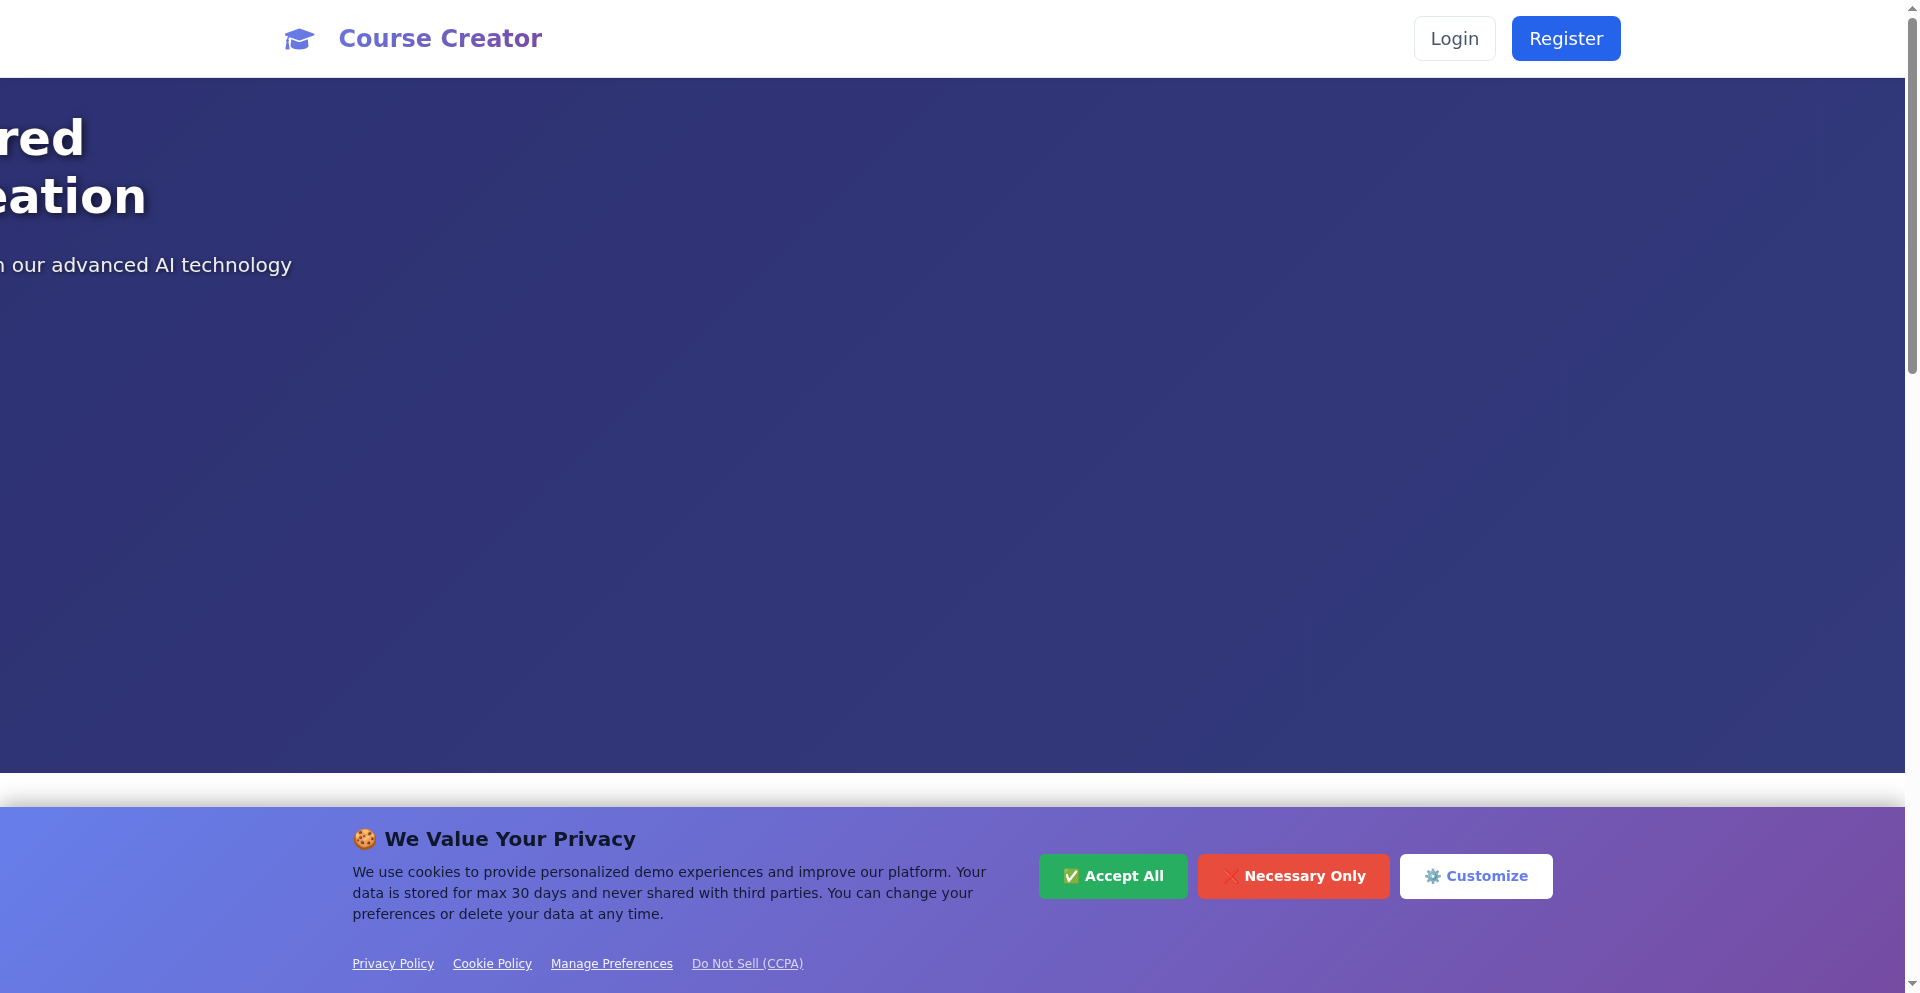 Course Creator
Login
Register
red
eation
our advanced AI technology
🍪 We Value Your Privacy
We use cookies to provide personalized demo experiences and improve our platform. Your
data is stored for max 30 days and never shared with third parties. You can change your
preferences or delete your data at any time.
✅ Accept All
❌ Necessary Only
⚙️ Customize
Privacy Policy
Cookie Policy
Manage Preferences
Do Not Sell (CCPA)